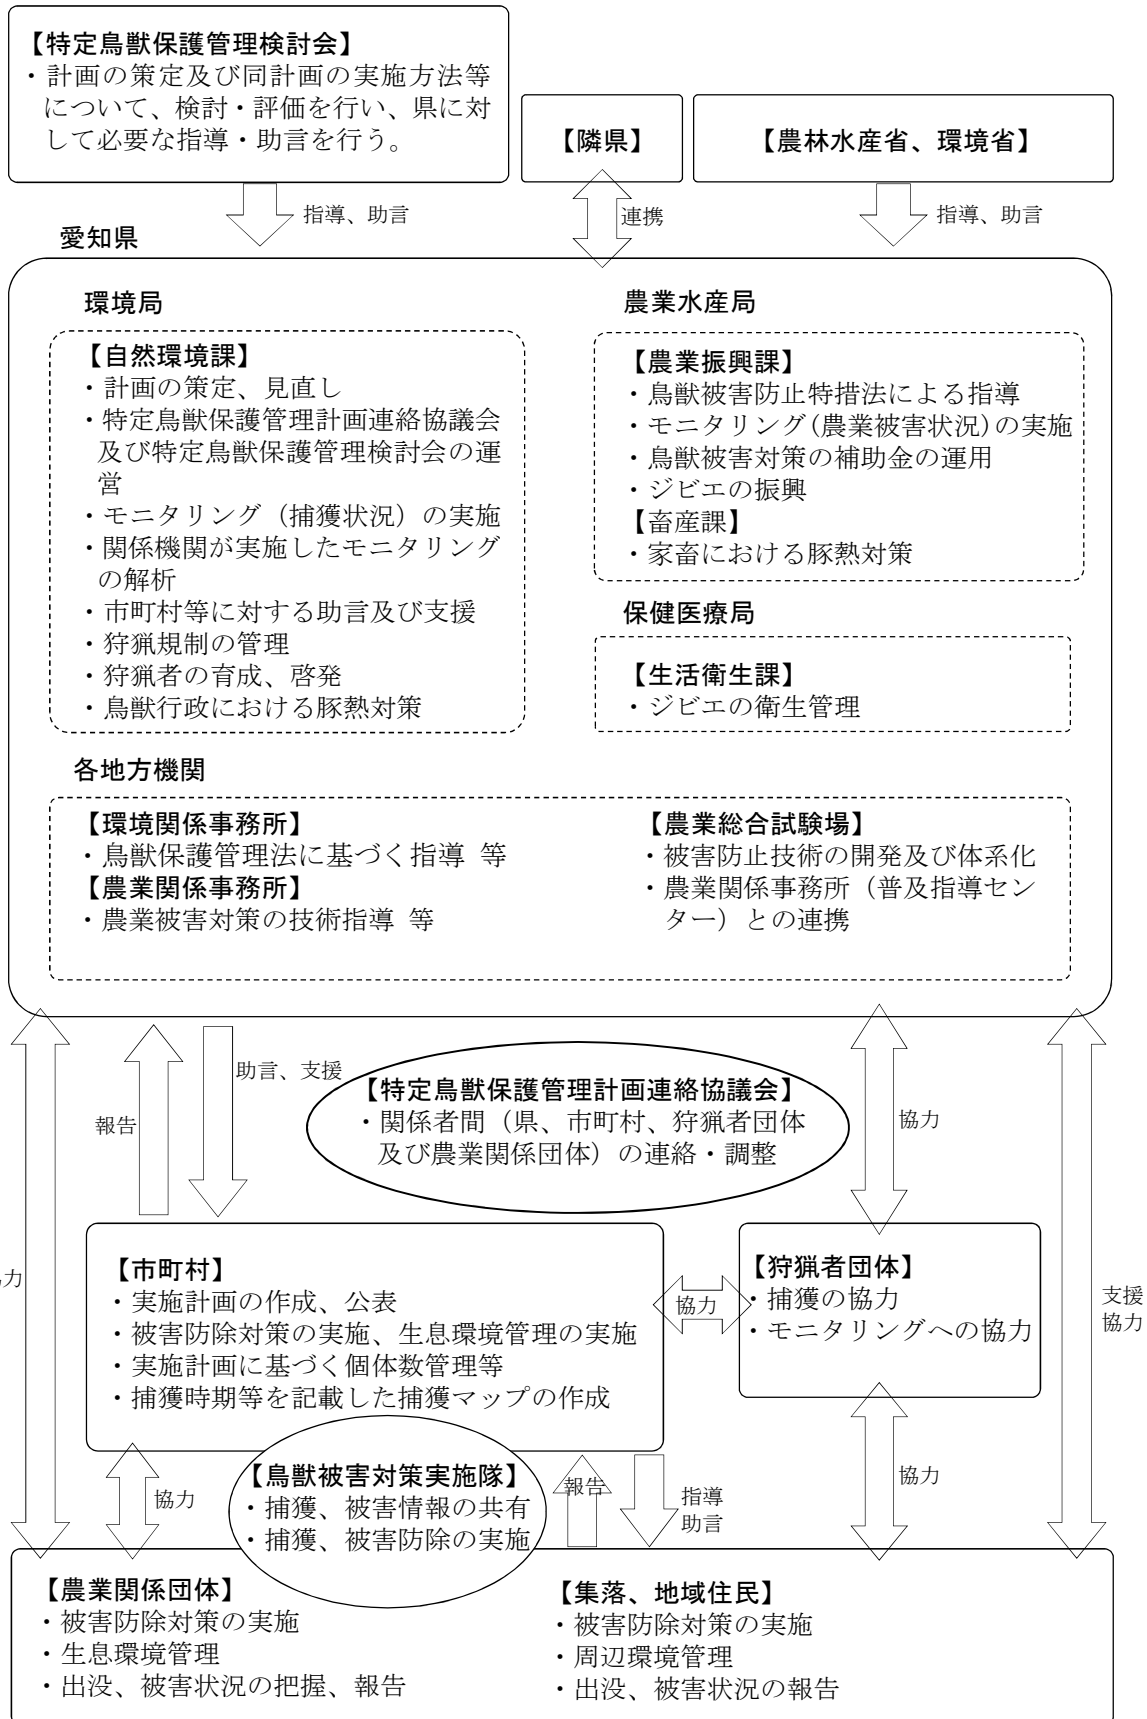 【特定鳥獣保護管理検討会】
・計画の策定及び同計画の実施方法等
について、検討・評価を行い、県に対
して必要な指導・助言を行う。
【隣県】
【農林水産省、環境省】
指導、助言
連携
指導、助言
愛知県
環境局
【自然環境課】
・計画の策定、見直し
・特定鳥獣保護管理計画連絡協議会
及び特定鳥獣保護管理検討会の運
営
・モニタリング（捕獲状況）の実施
・関係機関が実施したモニタリング
の解析
・市町村等に対する助言及び支援
・狩猟規制の管理
・狩猟者の育成、啓発
・鳥獣行政における豚熱対策
農業水産局
【農業振興課】
・鳥獣被害防止特措法による指導
・モニタリング(農業被害状況)の実施
・鳥獣被害対策の補助金の運用
・ジビエの振興
【畜産課】
・家畜における豚熱対策
保健医療局
【生活衛生課】
・ジビエの衛生管理
各地方機関
【環境関係事務所】
・鳥獣保護管理法に基づく指導 等
【農業関係事務所】
・農業被害対策の技術指導 等
【農業総合試験場】
・被害防止技術の開発及び体系化
・農業関係事務所（普及指導セン
ター）との連携
報告
助言、支援
【特定鳥獣保護管理計画連絡協議会】
・関係者間（県、市町村、狩猟者団体
及び農業関係団体）の連絡・調整
協力
力
【市町村】
・実施計画の作成、公表
・被害防除対策の実施、生息環境管理の実施
・実施計画に基づく個体数管理等
・捕獲時期等を記載した捕獲マップの作成
協力
【狩猟者団体】
・捕獲の協力
・モニタリングへの協力
支援
協力
協力
【鳥獣被害対策実施隊】
・捕獲、被害情報の共有
・捕獲、被害防除の実施
報告
指導
助言
協力
【農業関係団体】
・被害防除対策の実施
・生息環境管理
・出没、被害状況の把握、報告
【集落、地域住民】
・被害防除対策の実施
・周辺環境管理
・出没、被害状況の報告